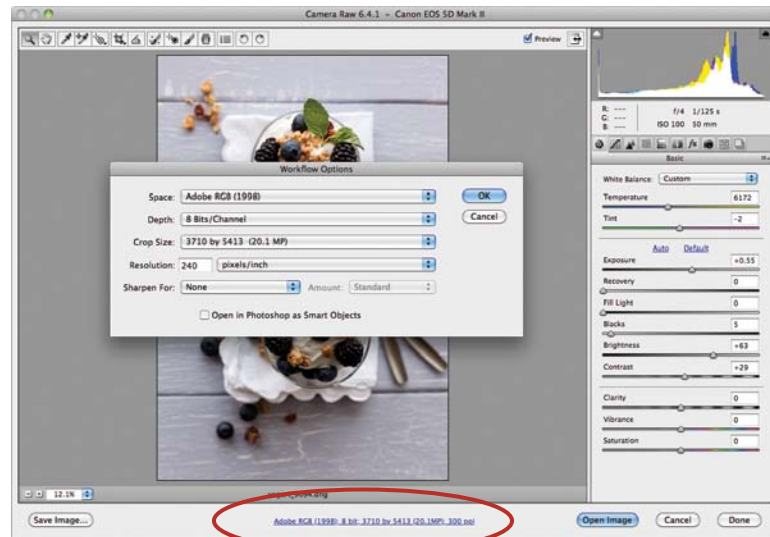 Camera Raw 6.4.1 – Canon EOS 5D Mark II
Preview
R: ---
G: ---
B: ---
f/4 1/125 s
ISO 100 50 mm
Basic
White Balance: Custom
Temperature 6172
Tint -2
Auto Default
Exposure +0.55
Recovery 0
Fill Light 0
Blacks 5
Brightness +63
Contrast +29
Clarity 0
Vibrance 0
Saturation 0
Workflow Options
Space: Adobe RGB (1998)
OK
Depth: 8 Bits/Channel
Cancel
Crop Size: 3710 by 5413 (20.1 MP)
Resolution: 240 pixels/inch
Sharpen For: None Amount: Standard
Open in Photoshop as Smart Objects
12.1%
Save Image...
Adobe RGB (1998); 8 bit; 3710 by 5413 (20.1MP); 300 ppi
Open Image
Cancel
Done